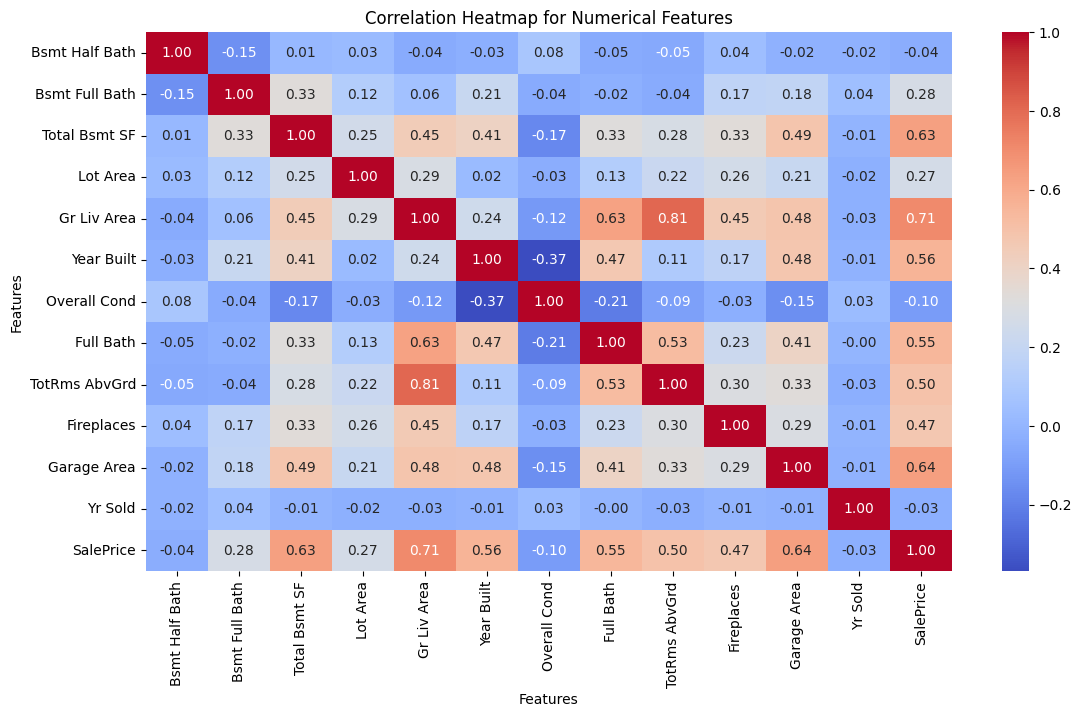 Correlation Heatmap for Numerical Features
Bsmt Half Bath 1.00 -0.15 0.01 0.03 -0.04 -0.03 0.08 -0.05 -0.05 0.04 -0.02 -0.02 -0.04
Bsmt Full Bath -0.15 1.00 0.33 0.12 0.06 0.21 -0.04 -0.02 -0.04 0.17 0.18 0.04 0.28
Total Bsmt SF 0.01 0.33 1.00 0.25 0.45 0.41 -0.17 0.33 0.28 0.33 0.49 -0.01 0.63
Lot Area 0.03 0.12 0.25 1.00 0.29 0.02 -0.03 0.13 0.22 0.26 0.21 -0.02 0.27
Gr Liv Area -0.04 0.06 0.45 0.29 1.00 0.24 -0.12 0.63 0.81 0.45 0.48 -0.03 0.71
Year Built -0.03 0.21 0.41 0.02 0.24 1.00 -0.37 0.47 0.11 0.17 0.48 -0.01 0.56
Overall Cond 0.08 -0.04 -0.17 -0.03 -0.12 -0.37 1.00 -0.21 -0.09 -0.03 -0.15 0.03 -0.10
Full Bath -0.05 -0.02 0.33 0.13 0.63 0.47 -0.21 1.00 0.53 0.23 0.41 -0.00 0.55
TotRms AbvGrd -0.05 -0.04 0.28 0.22 0.81 0.11 -0.09 0.53 1.00 0.30 0.33 -0.03 0.50
Fireplaces 0.04 0.17 0.33 0.26 0.45 0.17 -0.03 0.23 0.30 1.00 0.29 -0.01 0.47
Garage Area -0.02 0.18 0.49 0.21 0.48 0.48 -0.15 0.41 0.33 0.29 1.00 -0.01 0.64
Yr Sold -0.02 0.04 -0.01 -0.02 -0.03 -0.01 0.03 -0.00 -0.03 -0.01 -0.01 1.00 -0.03
SalePrice -0.04 0.28 0.63 0.27 0.71 0.56 -0.10 0.55 0.50 0.47 0.64 -0.03 1.00
Features
Bsmt Half Bath
Bsmt Full Bath
Total Bsmt SF
Lot Area
Gr Liv Area
Year Built
Overall Cond
Full Bath
TotRms AbvGrd
Fireplaces
Garage Area
Yr Sold
SalePrice
Features
1.0
0.8
0.6
0.4
0.2
0.0
−0.2